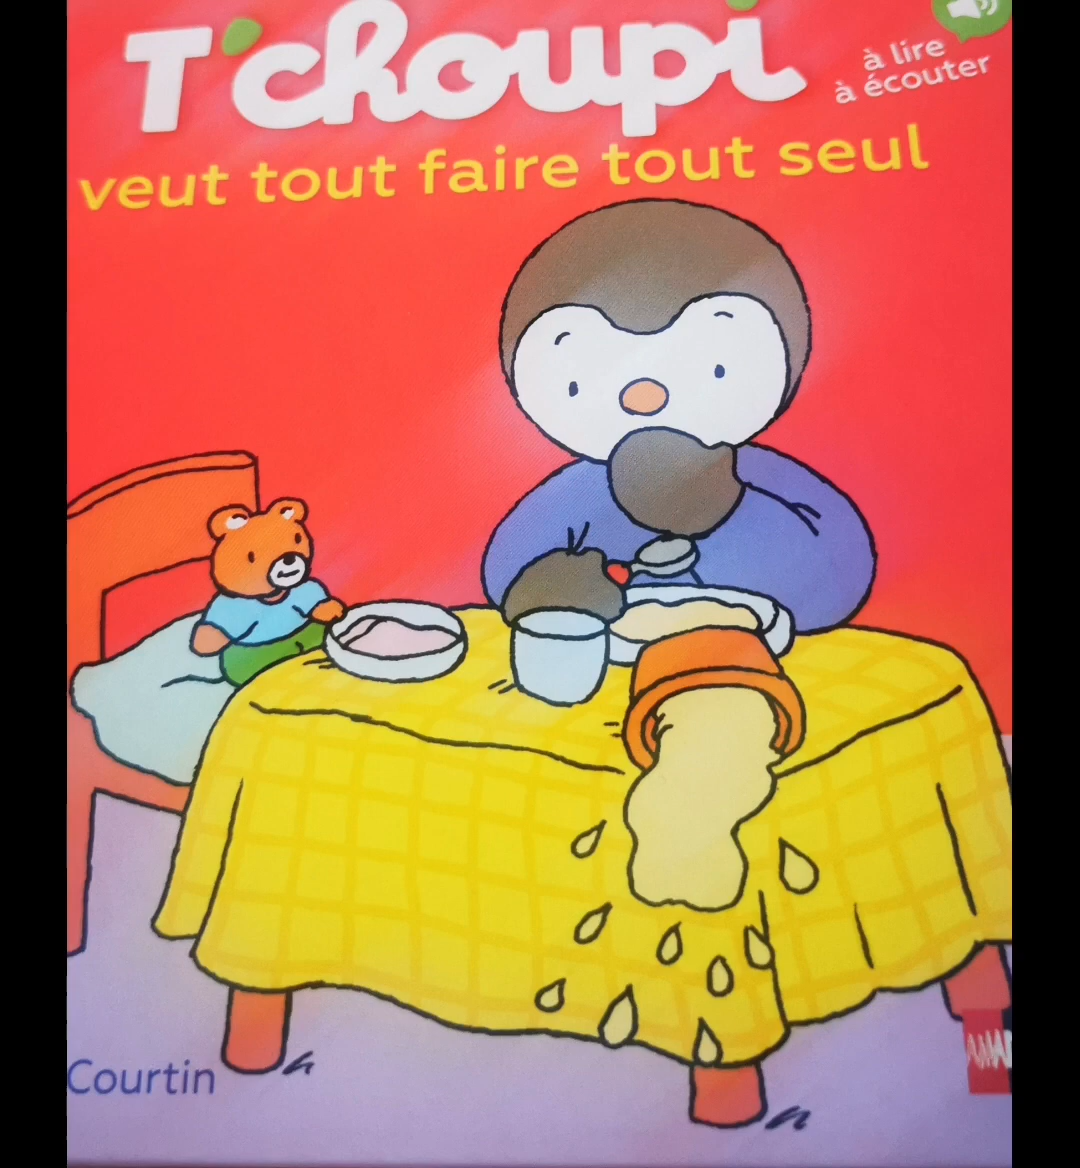 T'choupi
à lire
à écouter
veut tout faire tout seul
Courtin